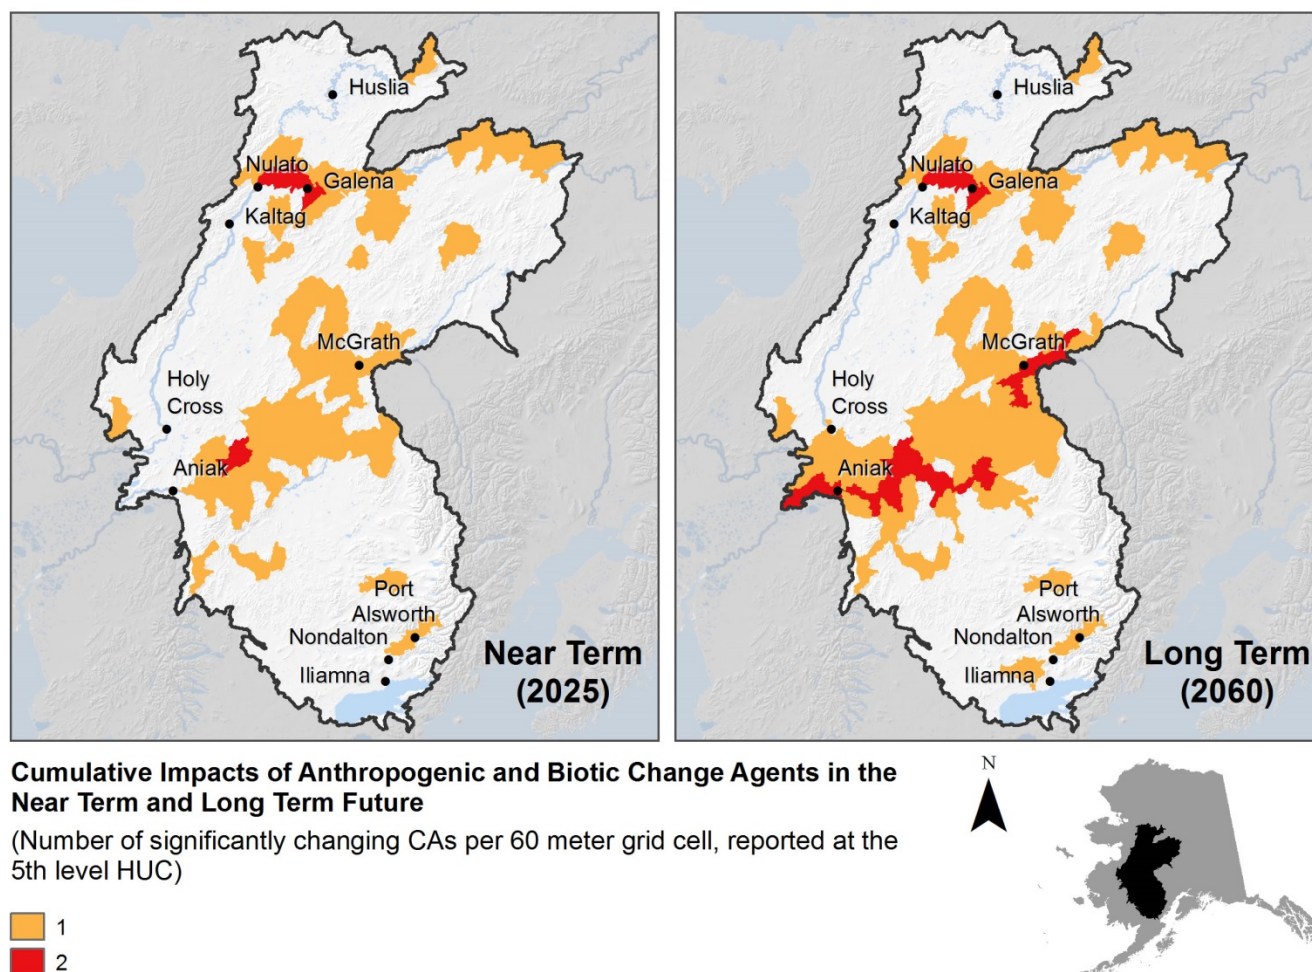 Huslia
Nulato
Galena
Kaltag
McGrath
Holy
Cross
Aniak
Port
Alsworth
Nondalton
Iliamna
Near Term
(2025)
Huslia
Nulato
Galena
Kaltag
McGrath
Holy
Cross
Aniak
Port
Alsworth
Nondalton
Iliamna
Long Term
(2060)
Cumulative Impacts of Anthropogenic and Biotic Change Agents in the
Near Term and Long Term Future
(Number of significantly changing CAs per 60 meter grid cell, reported at the
5th level HUC)
1
2
N